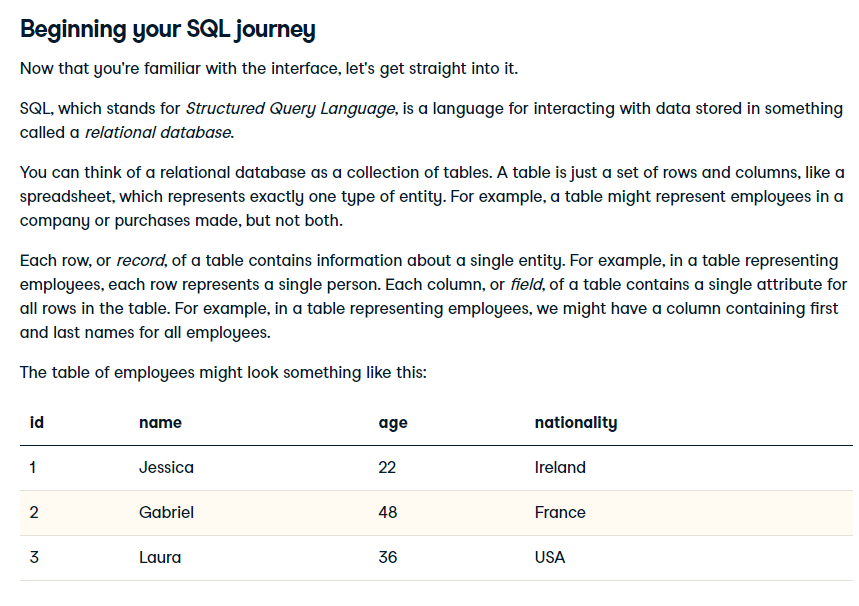 Beginning your SQL journey
Now that you're familiar with the interface, let's get straight into it.
SQL, which stands for Structured Query Language, is a language for interacting with data stored in something
called a relational database.
You can think of a relational database as a collection of tables. A table is just a set of rows and columns, like a
spreadsheet, which represents exactly one type of entity. For example, a table might represent employees in a
company or purchases made, but not both.
Each row, or record, of a table contains information about a single entity. For example, in a table representing
employees, each row represents a single person. Each column, or field, of a table contains a single attribute for
all rows in the table. For example, in a table representing employees, we might have a column containing first
and last names for all employees.
The table of employees might look something like this:
id name age nationality
1 Jessica 22 Ireland
2 Gabriel 48 France
3 Laura 36 USA